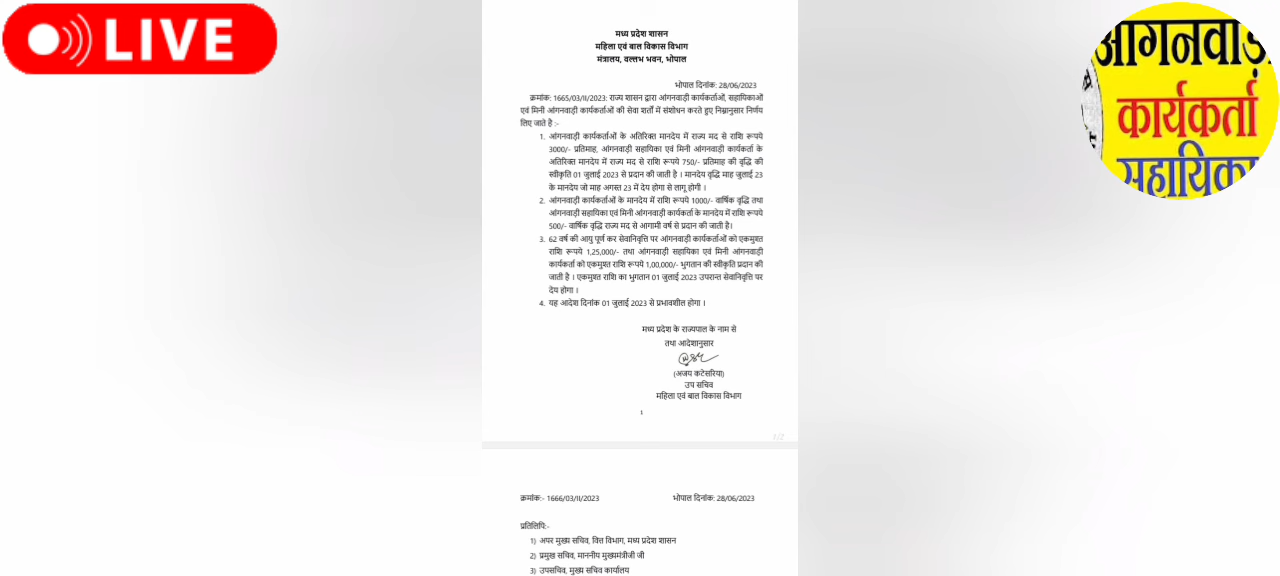 LIVE
आगनवाड़ी
कार्यकर्ता
सहायिका
मध्य प्रदेश शासन
महिला एवं बाल विकास विभाग
मंत्रालय, वल्लभ भवन, भोपाल
भोपाल दिनांक: 28/06/2023
क्रमांक: 1665/03/II/2023: राज्य शासन द्वारा आंगनवाड़ी कार्यकर्ताओं, सहायिकाओं
एवं मिनी आंगनवाड़ी कार्यकर्ताओं की सेवा शर्तों में संशोधन करते हुए निम्नानुसार निर्णय
लिए जाते है :-
1. आंगनवाड़ी कार्यकर्ताओं के अतिरिक्त मानदेय में राज्य मद से राशि रूपये
3000/- प्रतिमाह, आंगनवाड़ी सहायिका एवं मिनी आंगनवाड़ी कार्यकर्ता के
अतिरिक्त मानदेय में राज्य मद से राशि रूपये 750/- प्रतिमाह की वृद्धि की
स्वीकृति 01 जुलाई 2023 से प्रदान की जाती है । मानदेय वृद्धि माह जुलाई 23
के मानदेय जो माह अगस्त 23 में देय होगा से लागू होगी ।
2. आंगनवाड़ी कार्यकर्ताओं के मानदेय में राशि रूपये 1000/- वार्षिक वृद्धि तथा
आंगनवाड़ी सहायिका एवं मिनी आंगनवाड़ी कार्यकर्ता के मानदेय में राशि रूपये
500/- वार्षिक वृद्धि राज्य मद से आगामी वर्ष से प्रदान की जाती है।
3. 62 वर्ष की आयु पूर्ण कर सेवानिवृत्ति पर आंगनवाड़ी कार्यकर्ताओं को एकमुश्त
राशि रूपये 1,25,000/- तथा आंगनवाड़ी सहायिका एवं मिनी आंगनवाड़ी
कार्यकर्ता को एकमुश्त राशि रूपये 1,00,000/- भुगतान की स्वीकृति प्रदान की
जाती है । एकमुश्त राशि का भुगतान 01 जुलाई 2023 उपरान्त सेवानिवृत्ति पर
देय होगा ।
4. यह आदेश दिनांक 01 जुलाई 2023 से प्रभावशील होगा ।
मध्य प्रदेश के राज्यपाल के नाम से
तथा आदेशानुसार
(अजय कटेसरिया)
उप सचिव
महिला एवं बाल विकास विभाग
1/2
क्रमांक:- 1666/03/II/2023 भोपाल दिनांक: 28/06/2023
प्रतिलिपि:-
1) अपर मुख्य सचिव, वित्त विभाग, मध्य प्रदेश शासन
2) प्रमुख सचिव, माननीय मुख्यमंत्रीजी जी
3) उपसचिव, मुख्य सचिव कार्यालय